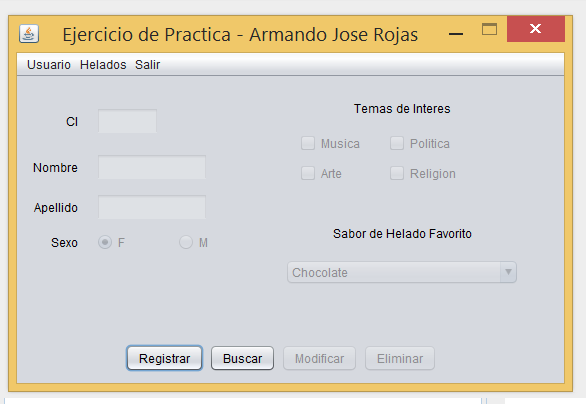 Ejercicio de Practica - Armando Jose Rojas
Usuario Helados Salir
CI
Nombre
Apellido
Sexo F M
Temas de Interes
Musica Politica
Arte Religion
Sabor de Helado Favorito
Chocolate
Registrar Buscar Modificar Eliminar